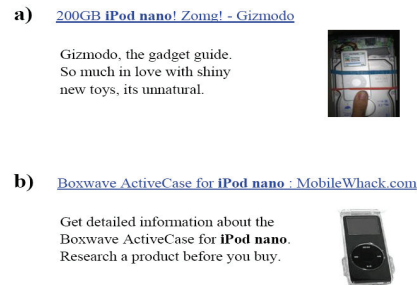 a) 200GB iPod nano! Zomg! - Gizmodo
Gizmodo, the gadget guide.
So much in love with shiny
new toys, its unnatural.
b) Boxwave ActiveCase for iPod nano : MobileWhack.com
Get detailed information about the
Boxwave ActiveCase for iPod nano.
Research a product before you buy.